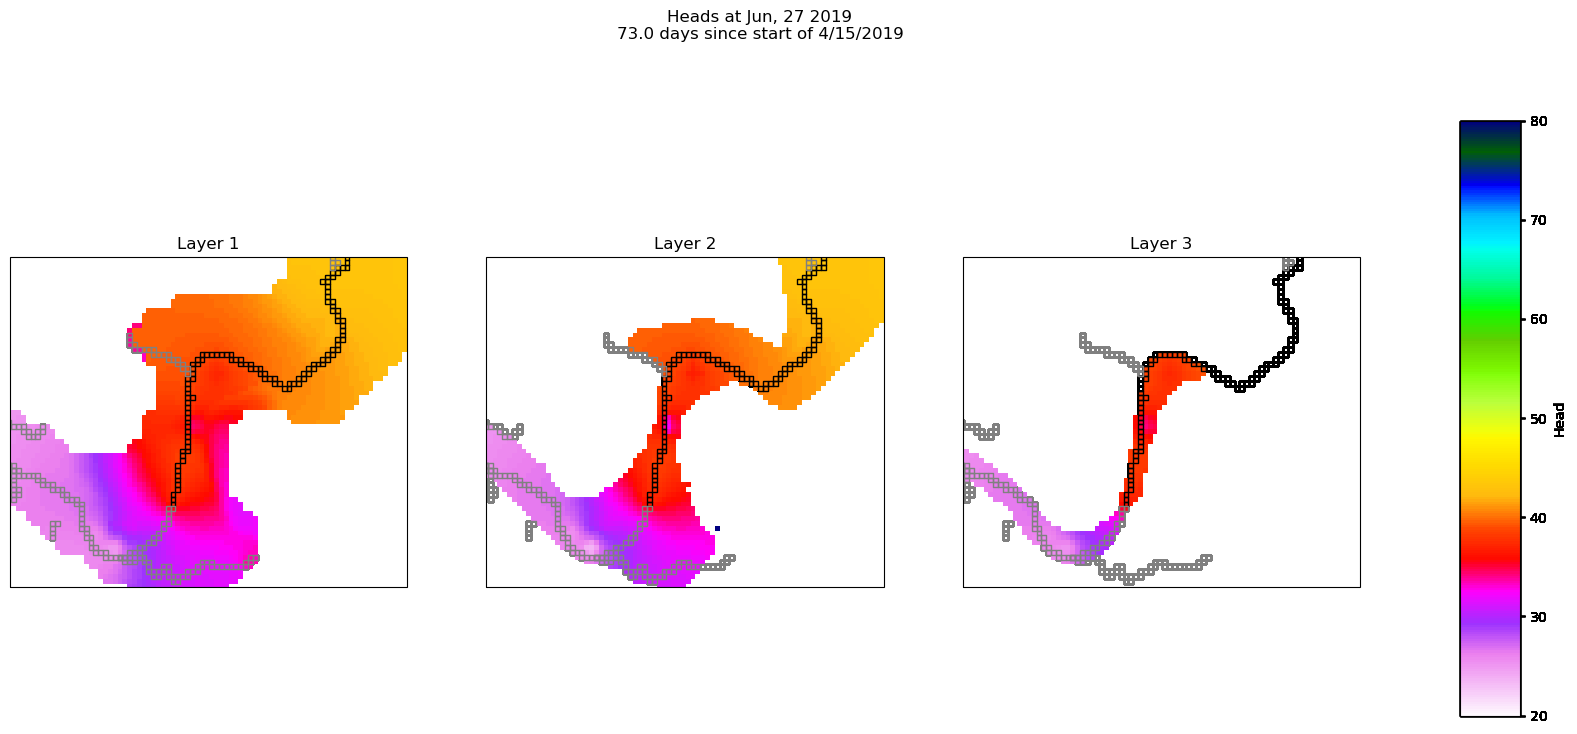 Heads at Jun, 27 2019
73.0 days since start of 4/15/2019
Layer 1
Layer 2
Layer 3
80
70
60
50
40
30
20
Head